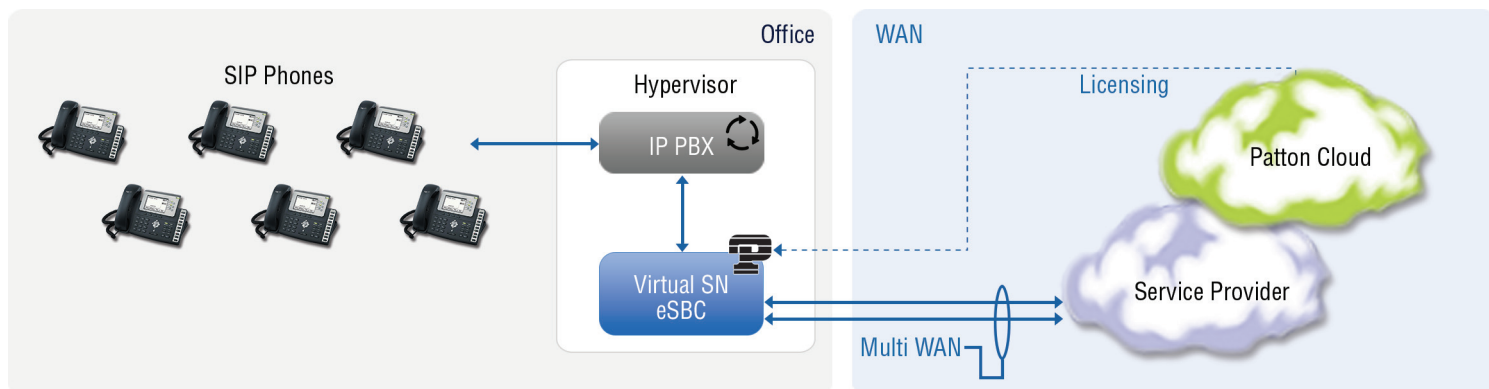 Office
WAN
SIP Phones
Hypervisor
Licensing
IP PBX
Patton Cloud
Virtual SN
eSBC
Service Provider
Multi WAN